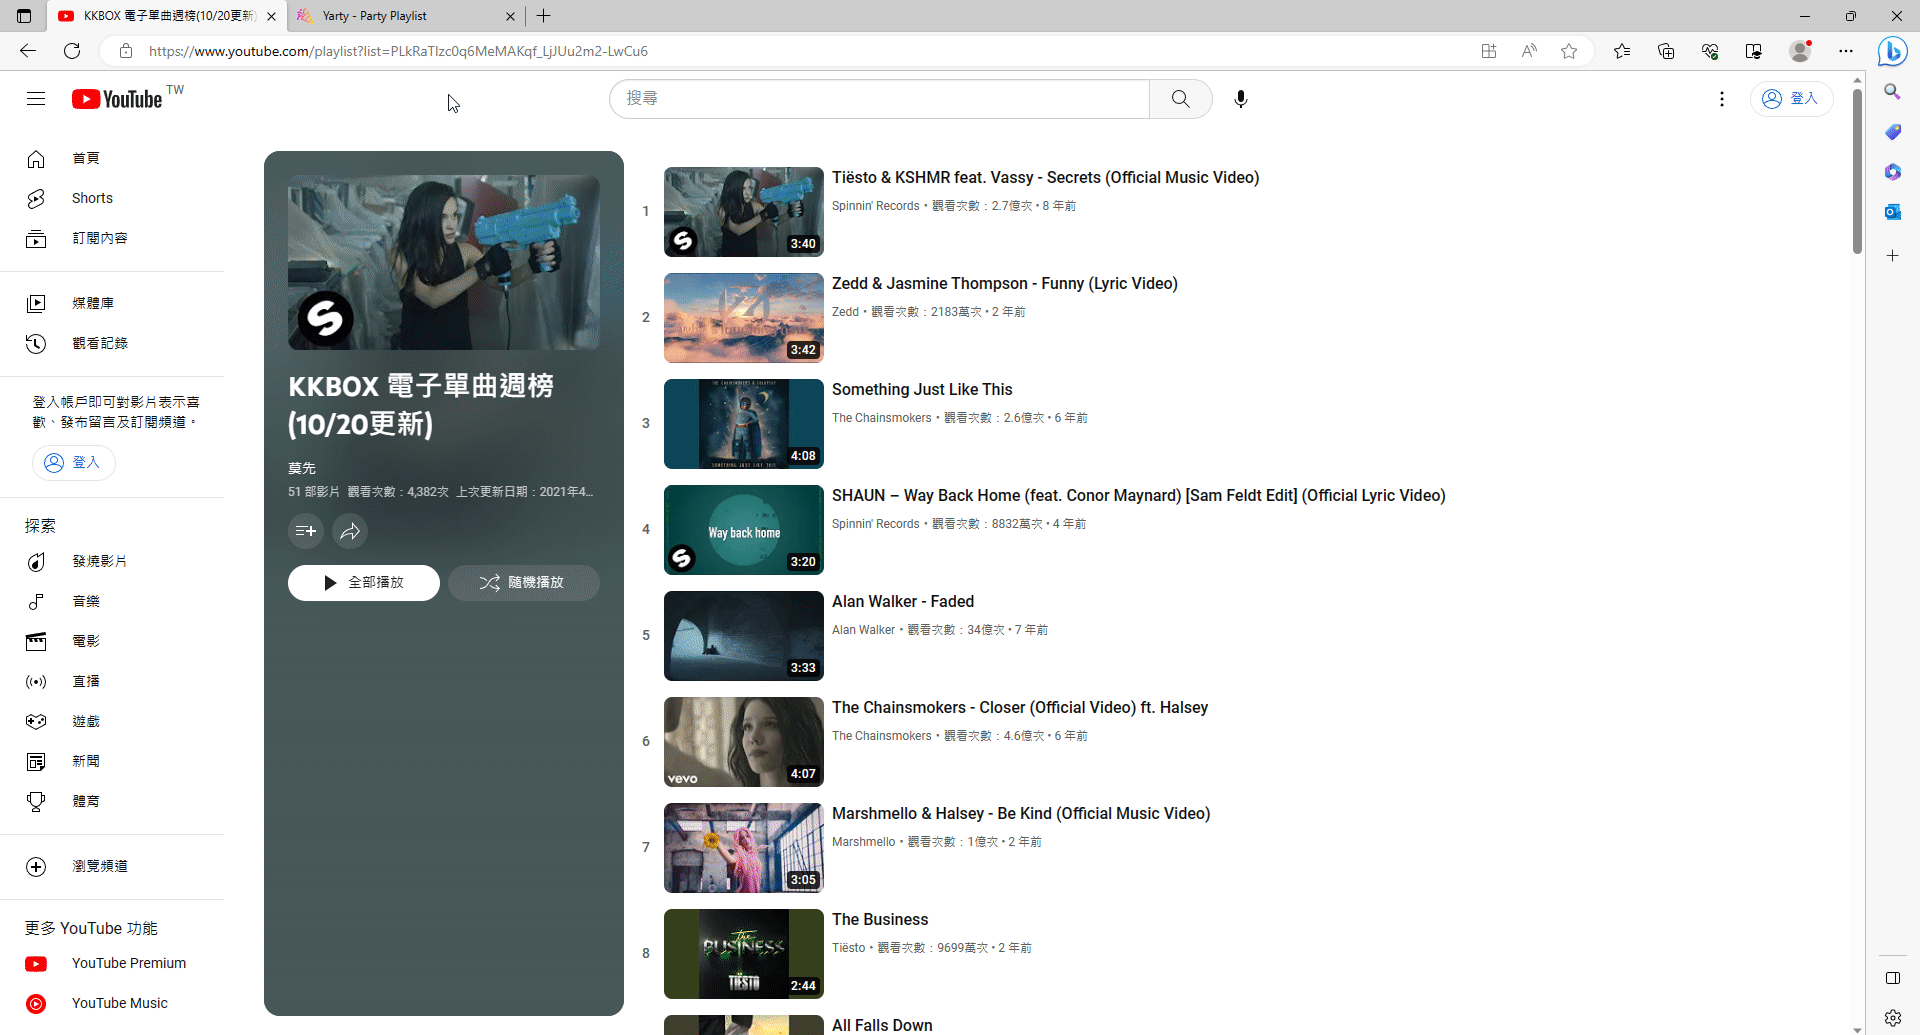 KKBOX 電子單曲週榜(10/20更新)
Yarty - Party Playlist
https://www.youtube.com/playlist?list=PLkRaTlzc0q6MeMAKqf_LjJUu2m2-LwCu6
YouTube TW
搜尋
登入
首頁
Shorts
訂閱內容
媒體庫
觀看記錄
登入帳戶即可對影片表示喜
歡、發布留言及訂閱頻道。
登入
探索
發燒影片
音樂
電影
直播
遊戲
新聞
體育
瀏覽頻道
更多 YouTube 功能
YouTube Premium
YouTube Music
KKBOX 電子單曲週榜
(10/20更新)
莫先
51 部影片 觀看次數：4,382次 上次更新日期：2021年4...
全部播放
隨機播放
1
3:40
Tiësto & KSHMR feat. Vassy - Secrets (Official Music Video)
Spinnin' Records • 觀看次數：2.7億次 • 8 年前
2
3:42
Zedd & Jasmine Thompson - Funny (Lyric Video)
Zedd • 觀看次數：2183萬次 • 2 年前
3
THE CHAINSMOKERS & COLDPLAY
SOMETHING JUST LIKE THIS
4:08
Something Just Like This
The Chainsmokers • 觀看次數：2.6億次 • 6 年前
4
Way back home
3:20
SHAUN – Way Back Home (feat. Conor Maynard) [Sam Feldt Edit] (Official Lyric Video)
Spinnin' Records • 觀看次數：8832萬次 • 4 年前
5
3:33
Alan Walker - Faded
Alan Walker • 觀看次數：34億次 • 7 年前
6
vevo
4:07
The Chainsmokers - Closer (Official Video) ft. Halsey
The Chainsmokers • 觀看次數：4.6億次 • 6 年前
7
3:05
Marshmello & Halsey - Be Kind (Official Music Video)
Marshmello • 觀看次數：1億次 • 2 年前
8
the
BUSINESS
TIËSTO
2:44
The Business
Tiësto • 觀看次數：9699萬次 • 2 年前
All Falls Down